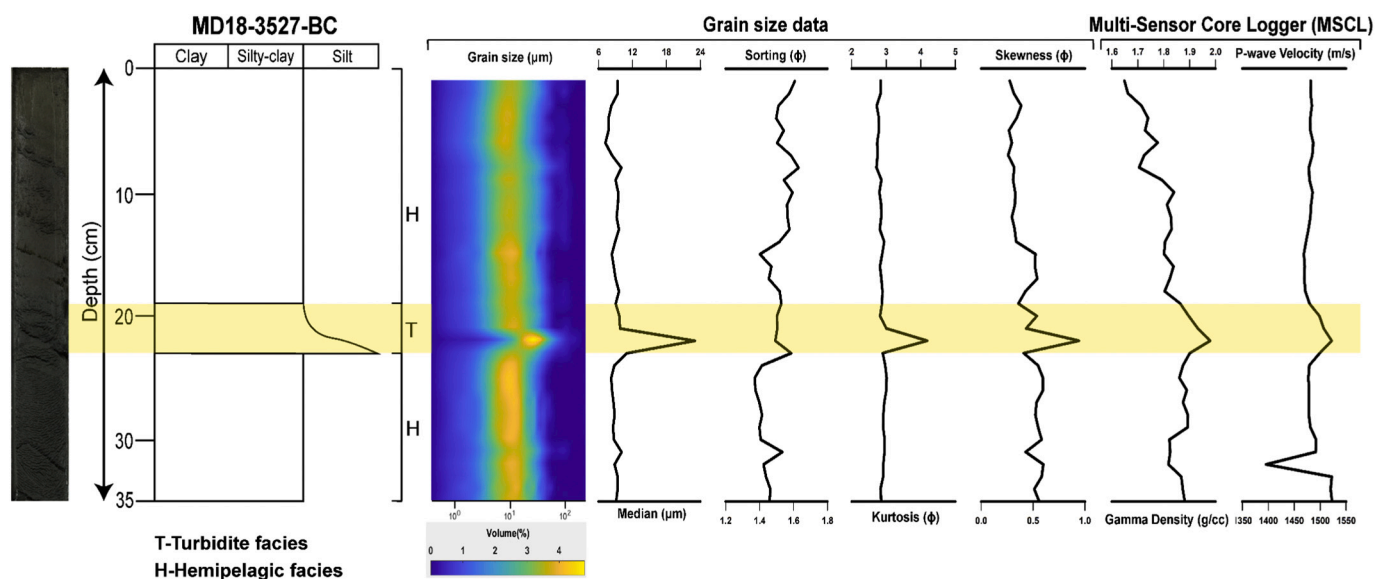 MD18-3527-BC
Grain size data
Multi-Sensor Core Logger (MSCL)
Clay
Silty-clay
Silt
Grain size (µm)
6 12 18 24
Sorting (ϕ)
2 3 4 5
Skewness (ϕ)
1.6 1.7 1.8 1.9 2.0
P-wave Velocity (m/s)
0
10
20
30
35
Depth (cm)
H
T
H
10⁰ 10¹ 10²
Median (µm)
1.2 1.4 1.6 1.8
Kurtosis (ϕ)
0.0 0.5 1.0
Gamma Density (g/cc)
1350 1400 1450 1500 1550
Volume(%)
0 1 2 3 4
T-Turbidite facies
H-Hemipelagic facies